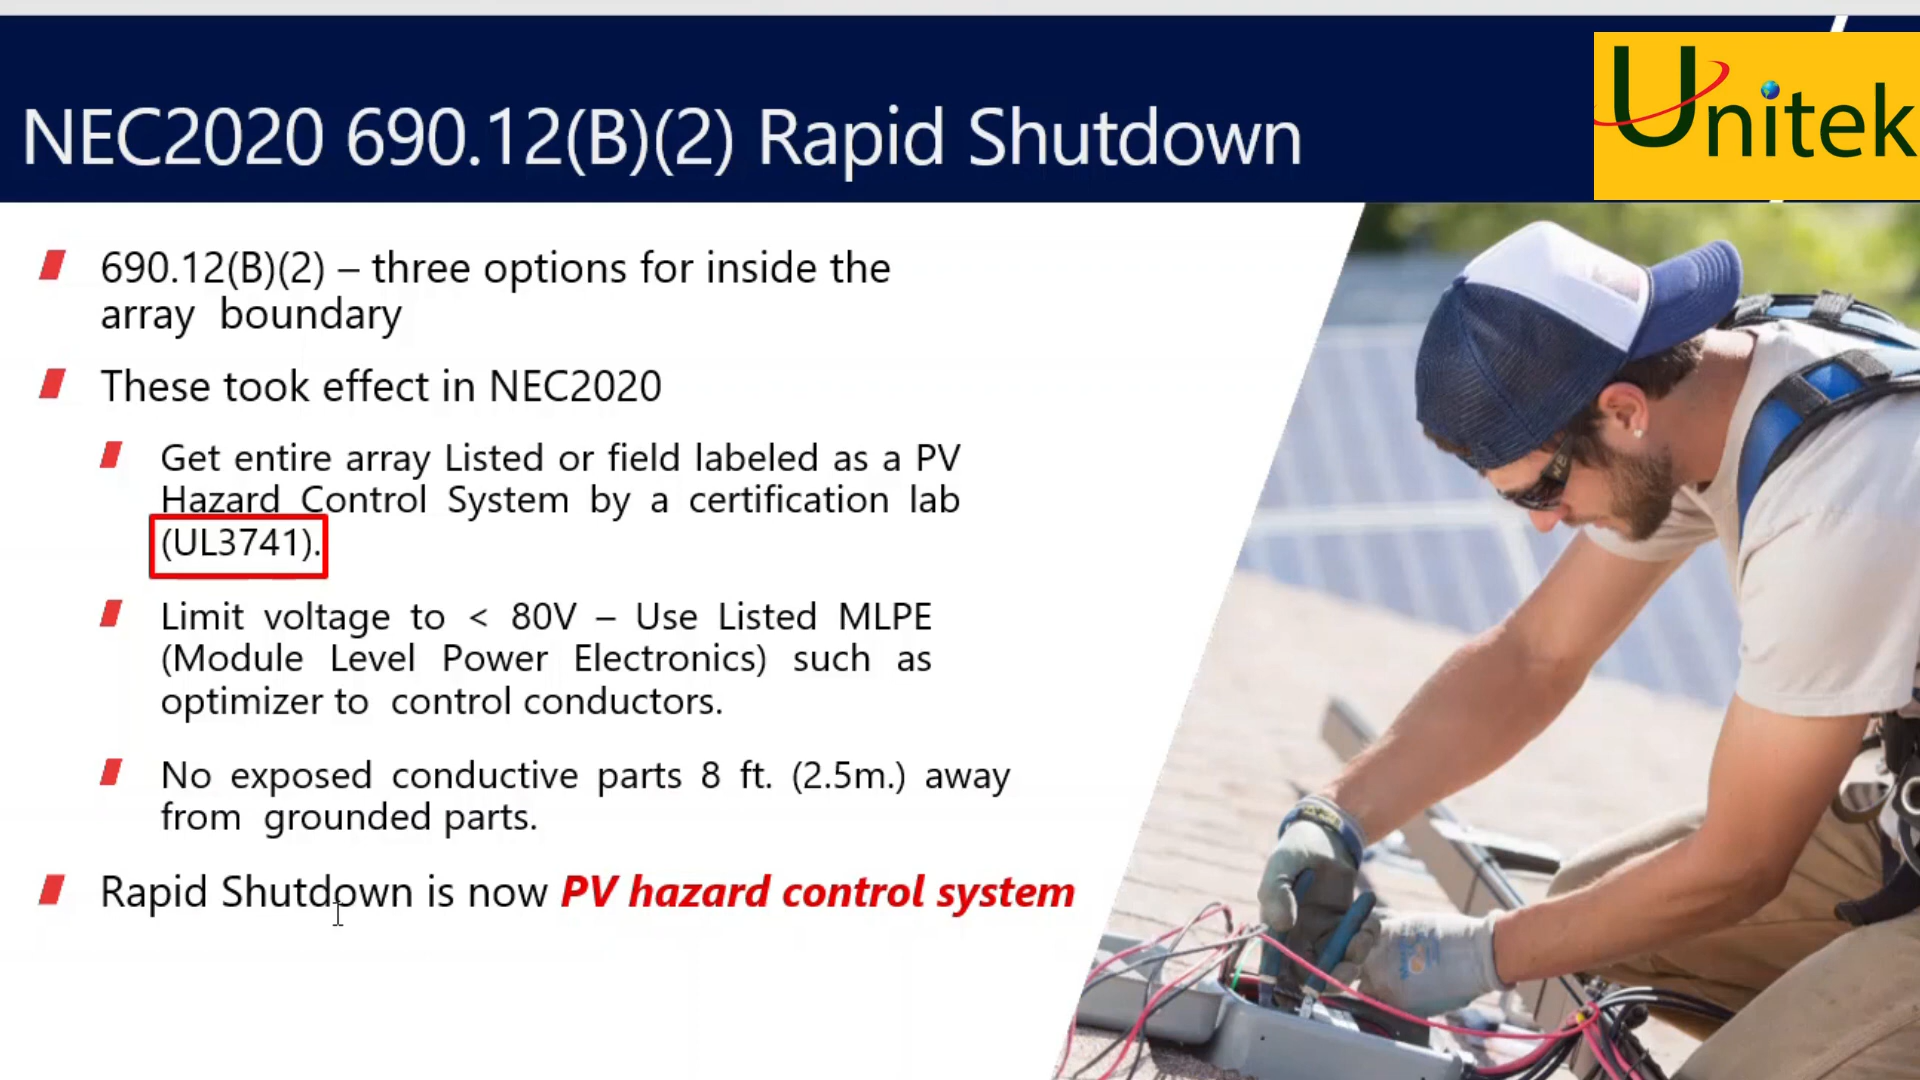 NEC2020 690.12(B)(2) Rapid Shutdown
Unitek
690.12(B)(2) – three options for inside the
array boundary
These took effect in NEC2020
Get entire array Listed or field labeled as a PV
Hazard Control System by a certification lab
(UL3741).
Limit voltage to < 80V – Use Listed MLPE
(Module Level Power Electronics) such as
optimizer to control conductors.
No exposed conductive parts 8 ft. (2.5m.) away
from grounded parts.
Rapid Shutdown is now PV hazard control system